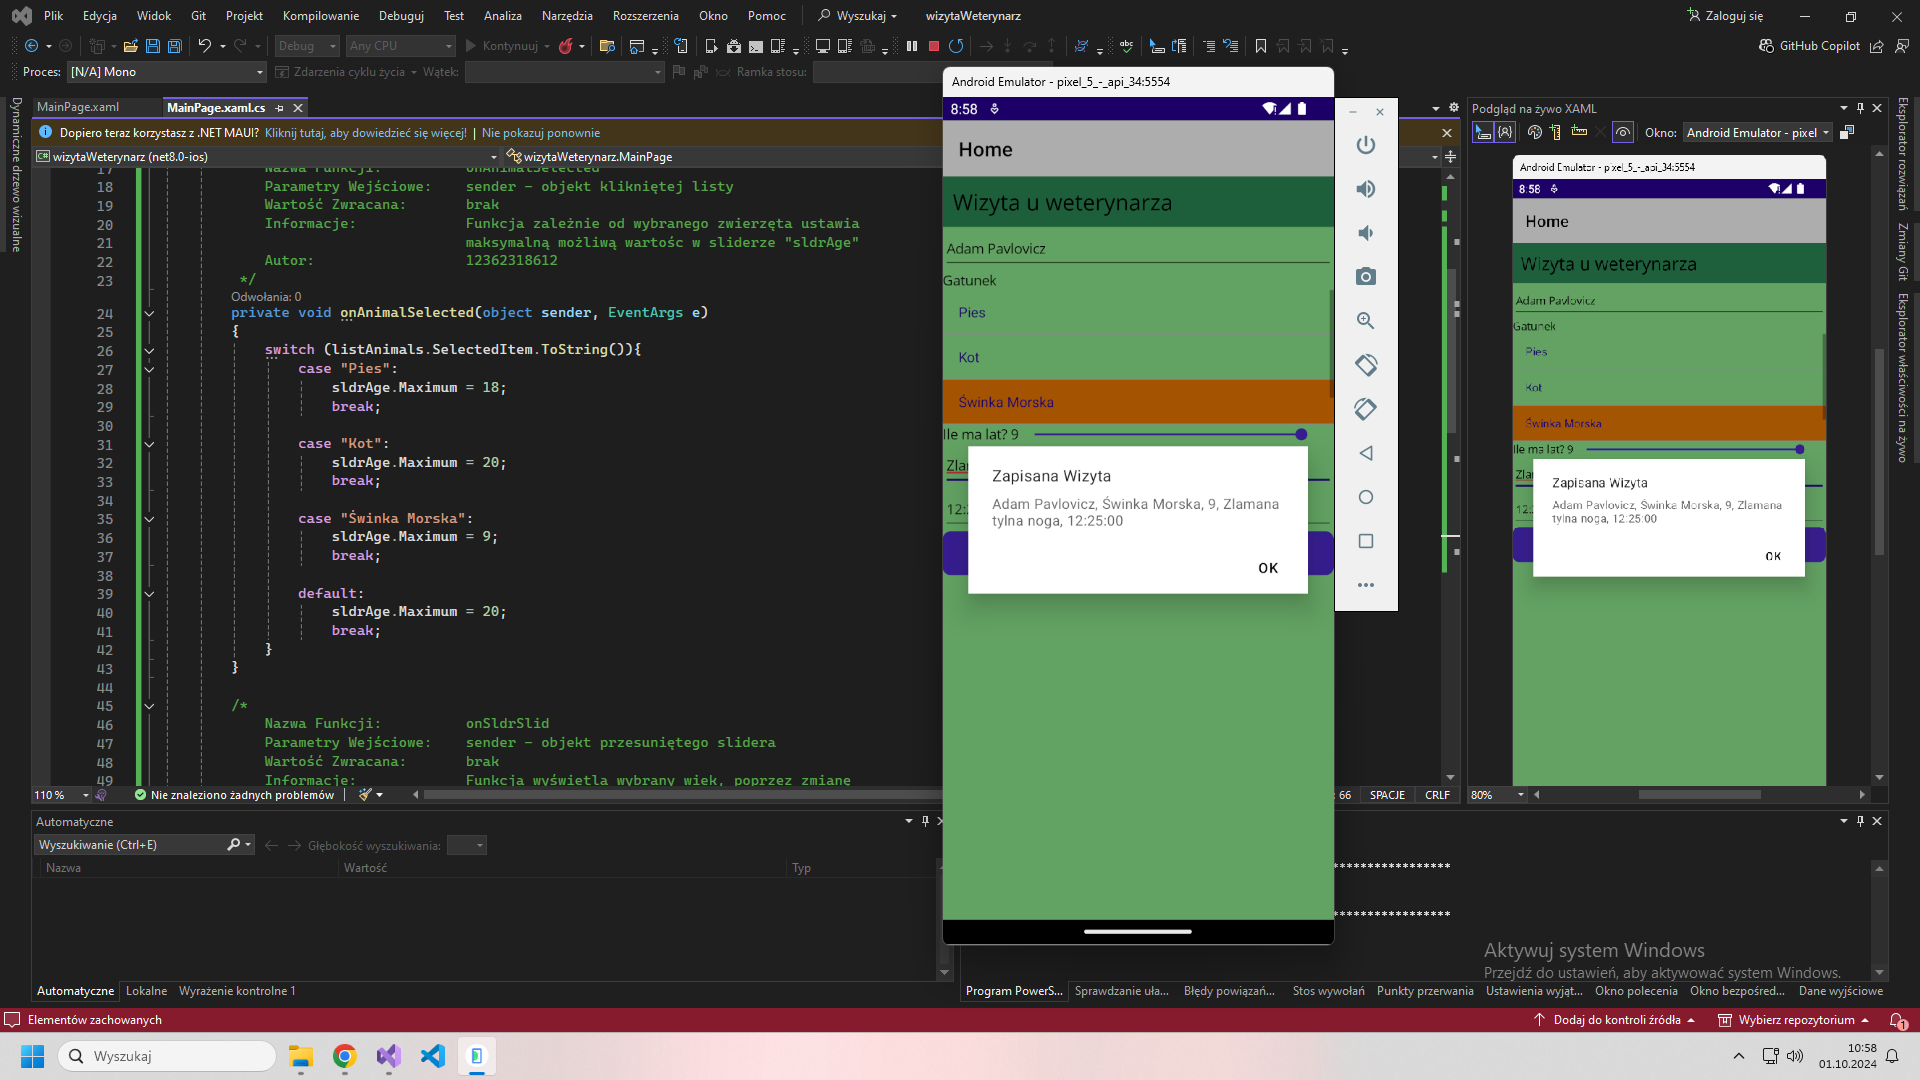 Plik Edycja Widok Git Projekt Kompilowanie Debuguj Test Analiza Narzędzia Rozszerzenia Okno Pomoc Wyszukaj wizytaWeterynarz Zaloguj się
Debug Any CPU Kontynuuj GitHub Copilot
Proces: [N/A] Mono Zdarzenia cyklu życia Wątek: Ramka stosu:
Dynamiczne drzewo wizualne
MainPage.xaml MainPage.xaml.cs
Dopiero teraz korzystasz z .NET MAUI? Kliknij tutaj, aby dowiedzieć się więcej! | Nie pokazuj ponownie
wizytaWeterynarz (net8.0-ios) wizytaWeterynarz.MainPage
17 Nazwa Funkcji: onAnimalSelected
18 Parametry Wejściowe: sender - objekt klikniętej listy
19 Wartość Zwracana: brak
20 Informacje: Funkcja zależnie od wybranego zwierzęta ustawia
21 maksymalną możliwą wartośc w sliderze "sldrAge"
22 Autor: 12362318612
23 */
Odwołania: 0
24 private void onAnimalSelected(object sender, EventArgs e)
25 {
26 switch (listAnimals.SelectedItem.ToString()){
27 case "Pies":
28 sldrAge.Maximum = 18;
29 break;
30
31 case "Kot":
32 sldrAge.Maximum = 20;
33 break;
34
35 case "Świnka Morska":
36 sldrAge.Maximum = 9;
37 break;
38
39 default:
40 sldrAge.Maximum = 20;
41 break;
42 }
43 }
44
45 /*
46 Nazwa Funkcji: onSldrSlid
47 Parametry Wejściowe: sender - objekt przesuniętego slidera
48 Wartość Zwracana: brak
49 Informacje: Funkcja wyświetla wybrany wiek, poprzez zmianę
110 % Nie znaleziono żadnych problemów 66 SPACJE CRLF
Android Emulator - pixel_5_-_api_34:5554
8:58
Home
Wizyta u weterynarza
Adam Pavlovicz
Gatunek
Pies
Kot
Świnka Morska
Ile ma lat? 9
Zla
12:2
Zapisana Wizyta
Adam Pavlovicz, Świnka Morska, 9, Zlamana
tylna noga, 12:25:00
OK
Podgląd na żywo XAML
Okno: Android Emulator - pixel
Android Emulator - pixel_5_-_api_34:5554
8:58
Home
Wizyta u weterynarza
Adam Pavlovicz
Gatunek
Pies
Kot
Świnka Morska
Ile ma lat? 9
Zla
12:2
Zapisana Wizyta
Adam Pavlovicz, Świnka Morska, 9, Zlamana
tylna noga, 12:25:00
OK
80%
Eksplorator rozwiązań
Zmiany Git
Eksplorator właściwości na żywo
Automatyczne
Wyszukiwanie (Ctrl+E) Głębokość wyszukiwania:
Nazwa Wartość Typ
*****************
*****************
Aktywuj system Windows
Przejdź do ustawień, aby aktywować system Windows.
Automatyczne Lokalne Wyrażenie kontrolne 1
Program PowerS... Sprawdzanie uła... Błędy powiązań... Stos wywołań Punkty przerwania Ustawienia wyjąt... Okno polecenia Okno bezpośred... Dane wyjściowe
Elementów zachowanych Dodaj do kontroli źródła Wybierz repozytorium 1
Wyszukaj
10:58
01.10.2024